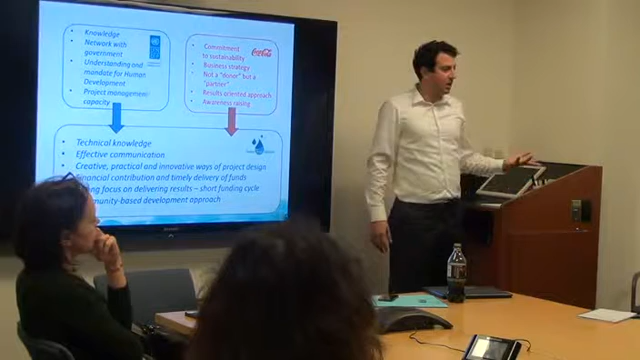 • Knowledge
• Network with
government
• Understanding and
mandate for Human
Development
• Project management
capacity
• Commitment
to sustainability
• Business strategy
• Not a "donor" but a
"partner"
• Results oriented approach
• Awareness raising
Coca-Cola
• Technical knowledge
• Effective communication
• Creative, practical and innovative ways of project design
Financial contribution and timely delivery of funds
focus on delivering results – short funding cycle
-based development approach